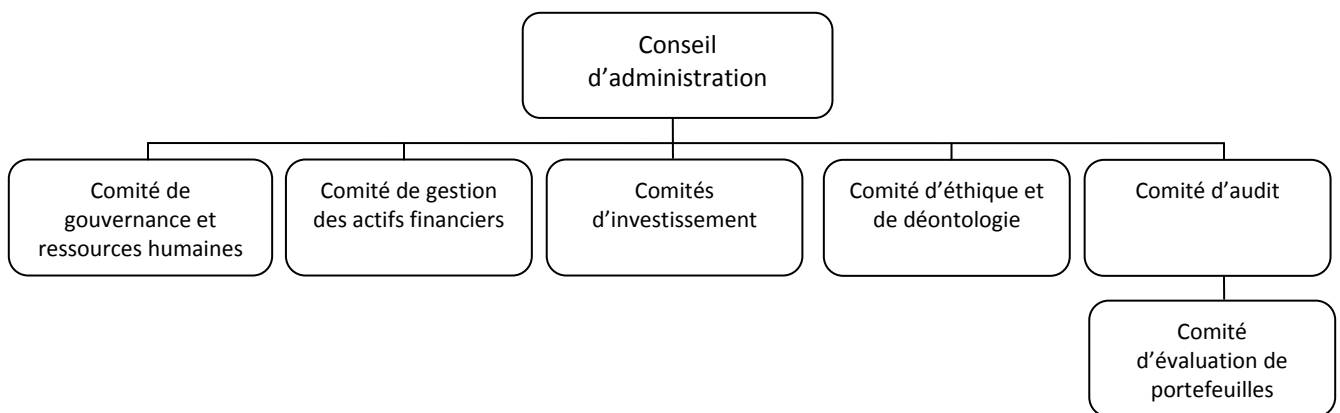 Conseil
d’administration
Comité de
gouvernance et
ressources humaines
Comité de gestion
des actifs financiers
Comités
d’investissement
Comité d’éthique et
de déontologie
Comité d’audit
Comité
d’évaluation de
portefeuilles